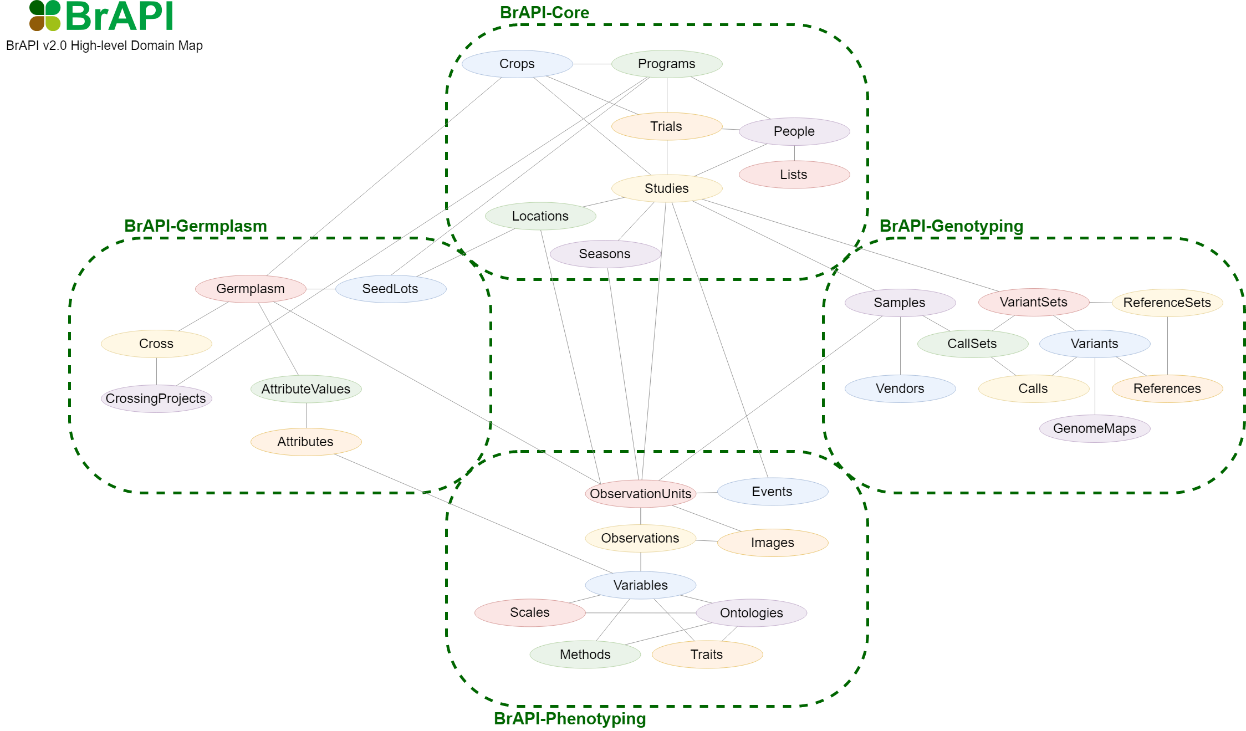 BrAPI
BrAPI v2.0 High-level Domain Map
BrAPI-Core
Crops
Programs
Trials
People
Lists
Studies
Locations
Seasons
BrAPI-Germplasm
Germplasm
SeedLots
Cross
CrossingProjects
AttributeValues
Attributes
BrAPI-Genotyping
Samples
VariantSets
ReferenceSets
CallSets
Variants
Vendors
Calls
References
GenomeMaps
ObservationUnits
Events
Observations
Images
Variables
Scales
Ontologies
Methods
Traits
BrAPI-Phenotyping